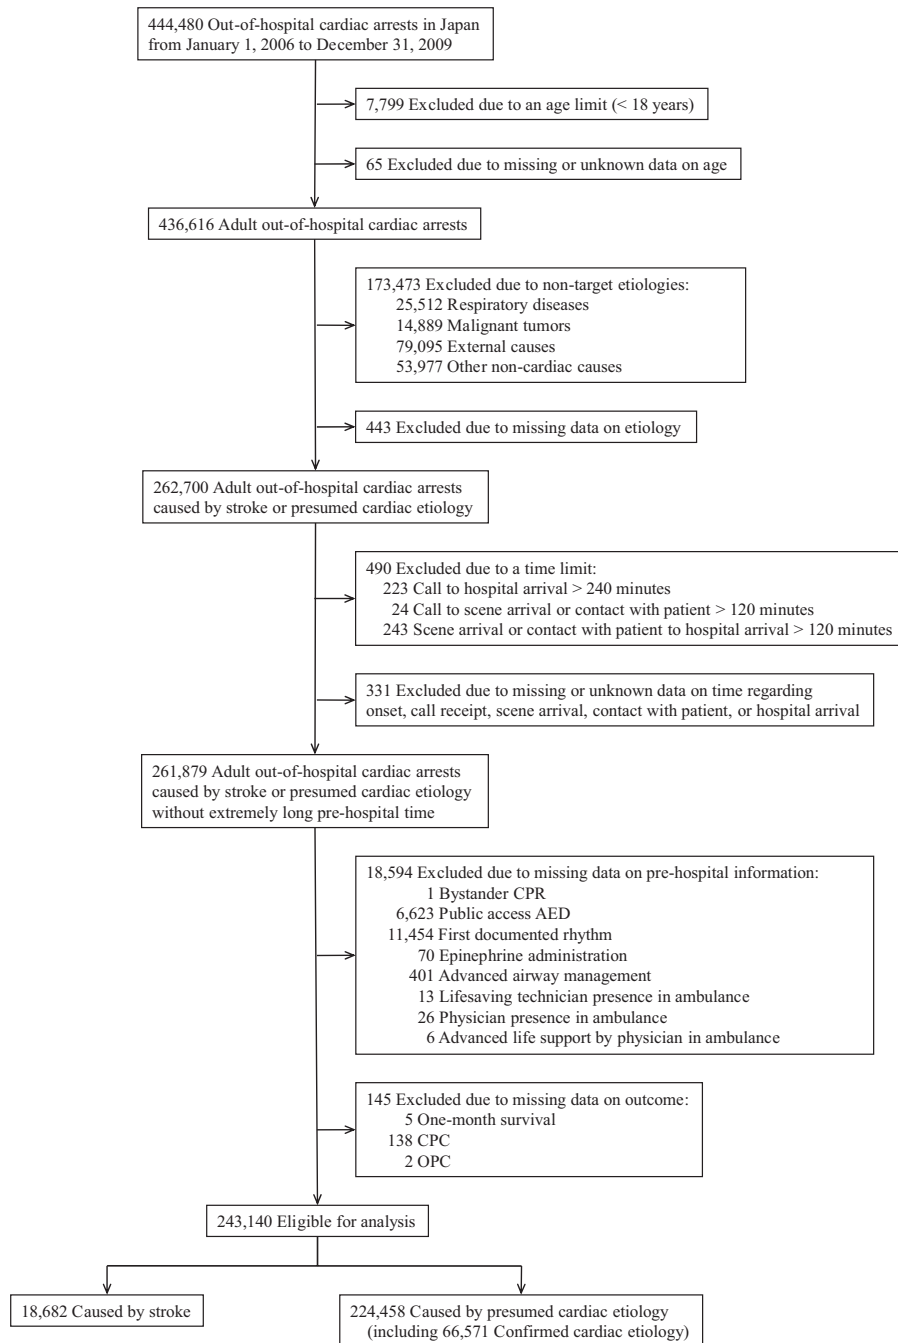 444,480 Out-of-hospital cardiac arrests in Japan
from January 1, 2006 to December 31, 2009
7,799 Excluded due to an age limit (< 18 years)
65 Excluded due to missing or unknown data on age
436,616 Adult out-of-hospital cardiac arrests
173,473 Excluded due to non-target etiologies:
25,512 Respiratory diseases
14,889 Malignant tumors
79,095 External causes
53,977 Other non-cardiac causes
443 Excluded due to missing data on etiology
262,700 Adult out-of-hospital cardiac arrests
caused by stroke or presumed cardiac etiology
490 Excluded due to a time limit:
223 Call to hospital arrival > 240 minutes
24 Call to scene arrival or contact with patient > 120 minutes
243 Scene arrival or contact with patient to hospital arrival > 120 minutes
331 Excluded due to missing or unknown data on time regarding
onset, call receipt, scene arrival, contact with patient, or hospital arrival
261,879 Adult out-of-hospital cardiac arrests
caused by stroke or presumed cardiac etiology
without extremely long pre-hospital time
18,594 Excluded due to missing data on pre-hospital information:
1 Bystander CPR
6,623 Public access AED
11,454 First documented rhythm
70 Epinephrine administration
401 Advanced airway management
13 Lifesaving technician presence in ambulance
26 Physician presence in ambulance
6 Advanced life support by physician in ambulance
145 Excluded due to missing data on outcome:
5 One-month survival
138 CPC
2 OPC
243,140 Eligible for analysis
18,682 Caused by stroke
224,458 Caused by presumed cardiac etiology
(including 66,571 Confirmed cardiac etiology)